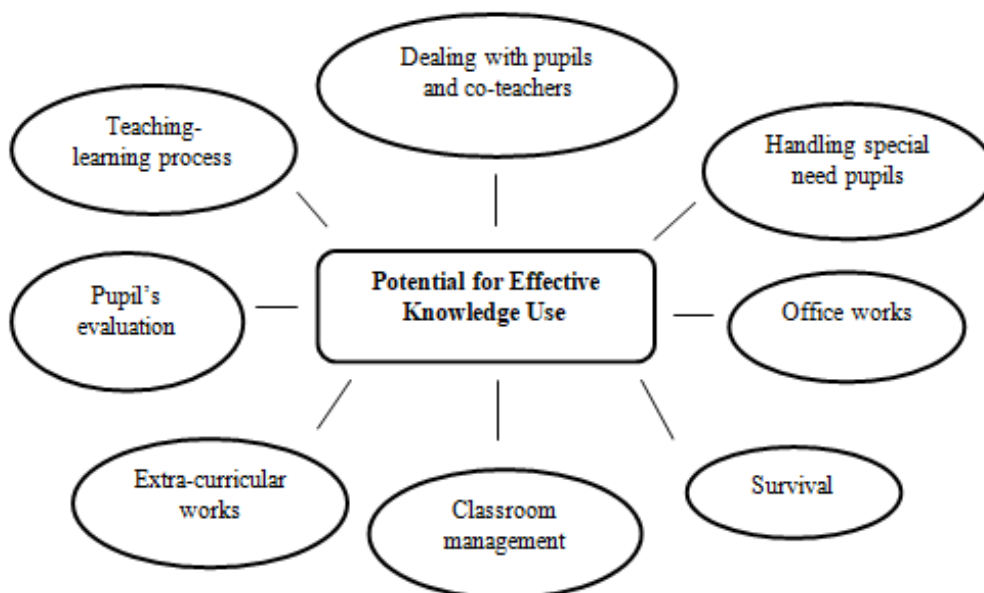 Dealing with pupils
and co-teachers
Teaching-
learning process
Handling special
need pupils
Potential for Effective
Knowledge Use
Pupil’s
evaluation
Office works
Extra-curricular
works
Classroom
management
Survival